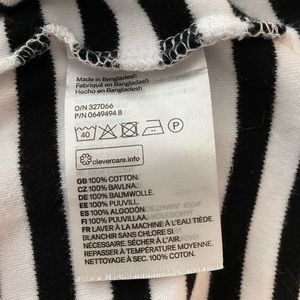 Made in Bangladesh
Fabriqué en Bangladesh
Hecho en Bangladesh
O/N 327066
P/N 0649494 8
40 P
clevercare.info
GB 100% COTTON.
CZ 100% BAVLNA.
DE 100% BAUMWOLLE.
EE 100% PUUVILL.
ES 100% ALGODÓN.
FI 100% PUUVILLAA.
FR LAVER À LA MACHINE À L'EAU TIÈDE.
BLANCHIR SANS CHLORE SI
NÉCESSAIRE. SÉCHER À L'AIR.
REPASSER À TEMPÉRATURE MOYENNE.
NETTOYAGE À SEC. 100% COTON.